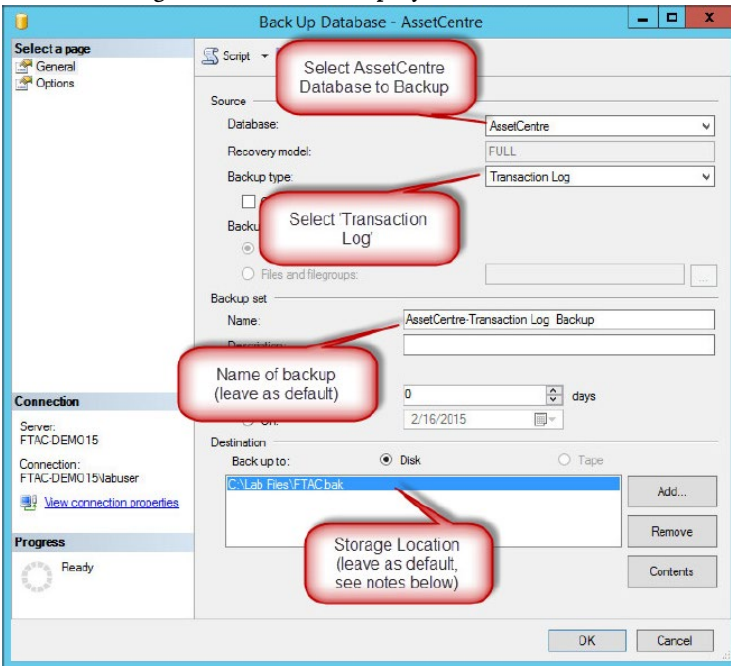 Back Up Database - AssetCentre
Select a page
General
Options
Script
Select AssetCentre
Database to Backup
Source
Database:
AssetCentre
Recovery model:
FULL
Backup type:
Transaction Log
Select 'Transaction
Log'
Files and filegroups:
...
Backup set
Name:
AssetCentre-Transaction Log Backup
Name of backup
(leave as default)
0
days
On:
2/16/2015
Connection
Server:
FTAC-DEMO15
Connection:
FTAC-DEMO15\labuser
View connection properties
Destination
Back up to:
Disk
Tape
C:\Lab Files\FTAC.bak
Add...
Remove
Contents
Storage Location
(leave as default,
see notes below)
Progress
Ready
OK
Cancel